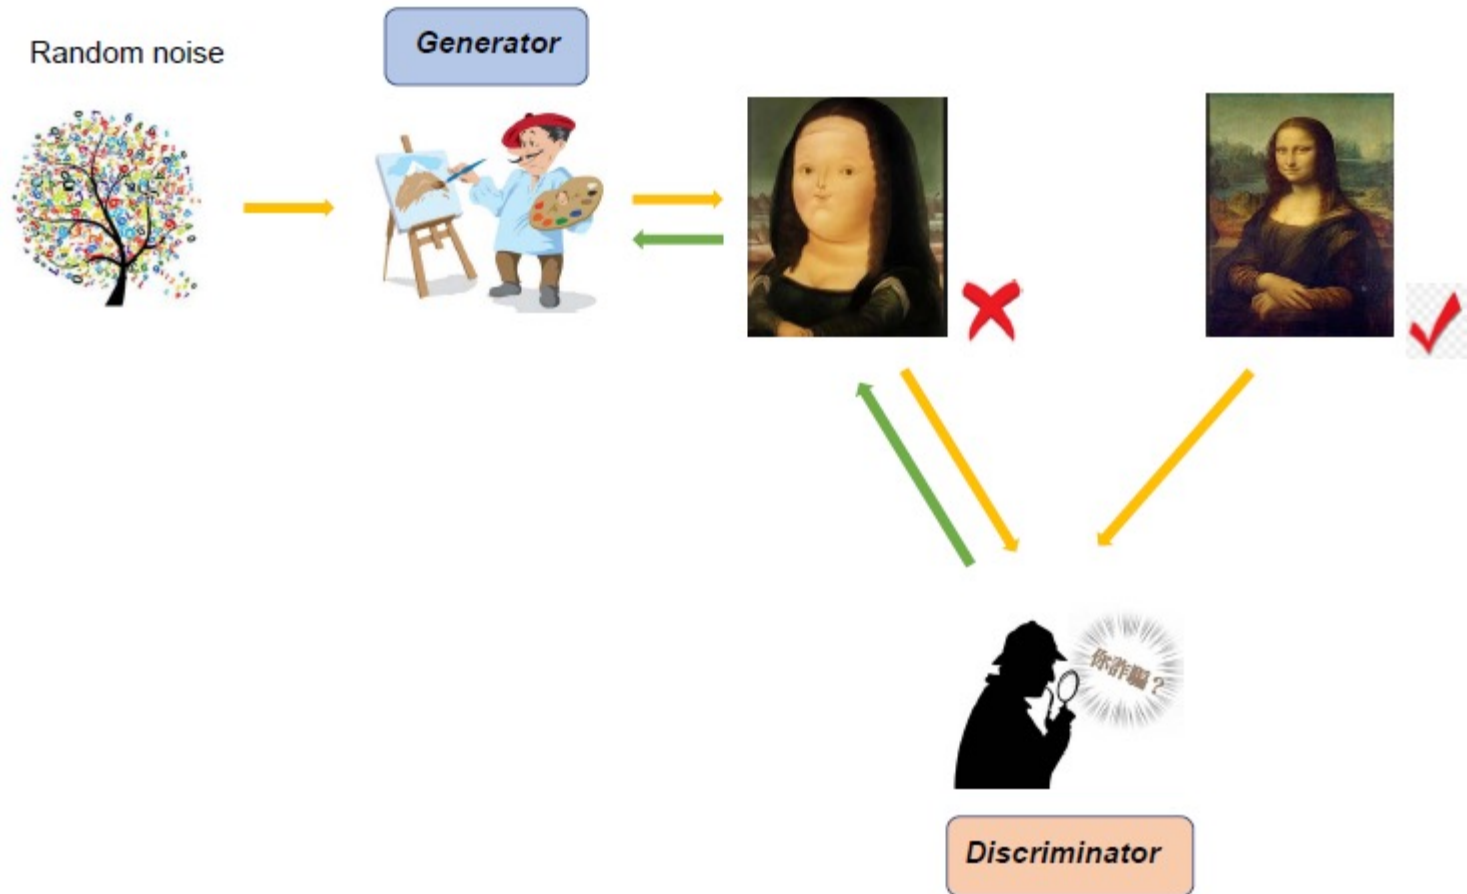 Random noise
Generator
你詐騙？
Discriminator